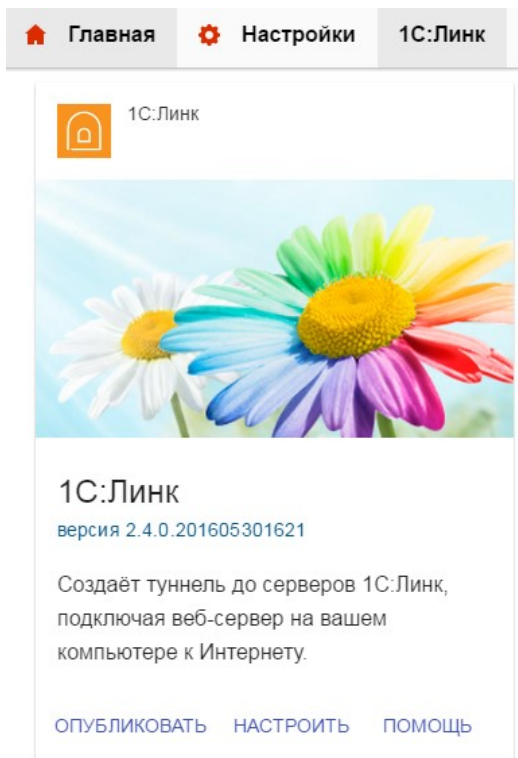 Главная Настройки 1С:Линк
1С:Линк
1С:Линк
версия 2.4.0.201605301621
Создаёт туннель до серверов 1С:Линк,
подключая веб-сервер на вашем
компьютере к Интернету.
ОПУБЛИКОВАТЬ НАСТРОИТЬ ПОМОЩЬ